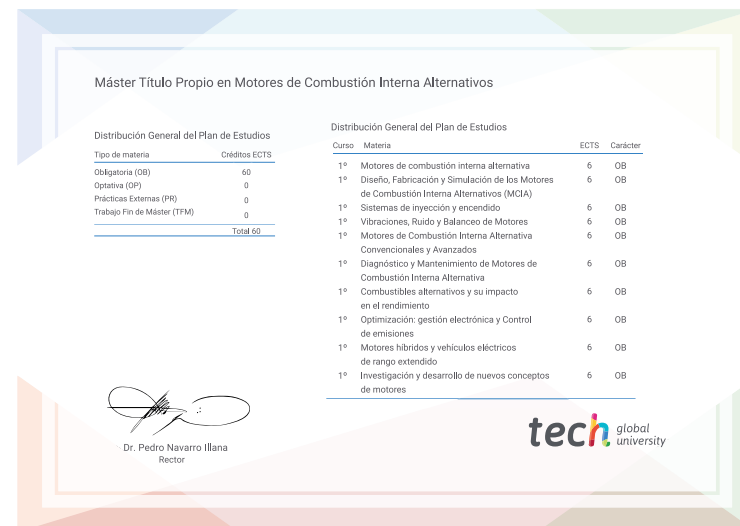 Máster Título Propio en Motores de Combustión Interna Alternativos
Distribución General del Plan de Estudios
Tipo de materia Créditos ECTS
Obligatoria (OB) 60
Optativa (OP) 0
Prácticas Externas (PR) 0
Trabajo Fin de Máster (TFM) 0
Total 60
Distribución General del Plan de Estudios
Curso Materia ECTS Carácter
1º Motores de combustión interna alternativa 6 OB
1º Diseño, Fabricación y Simulación de los Motores 6 OB
de Combustión Interna Alternativos (MCIA)
1º Sistemas de inyección y encendido 6 OB
1º Vibraciones, Ruido y Balanceo de Motores 6 OB
1º Motores de Combustión Interna Alternativa 6 OB
Convencionales y Avanzados
1º Diagnóstico y Mantenimiento de Motores de 6 OB
Combustión Interna Alternativa
1º Combustibles alternativos y su impacto 6 OB
en el rendimiento
1º Optimización: gestión electrónica y Control 6 OB
de emisiones
1º Motores híbridos y vehículos eléctricos 6 OB
de rango extendido
1º Investigación y desarrollo de nuevos conceptos 6 OB
de motores
Dr. Pedro Navarro Illana
Rector
tech global
university